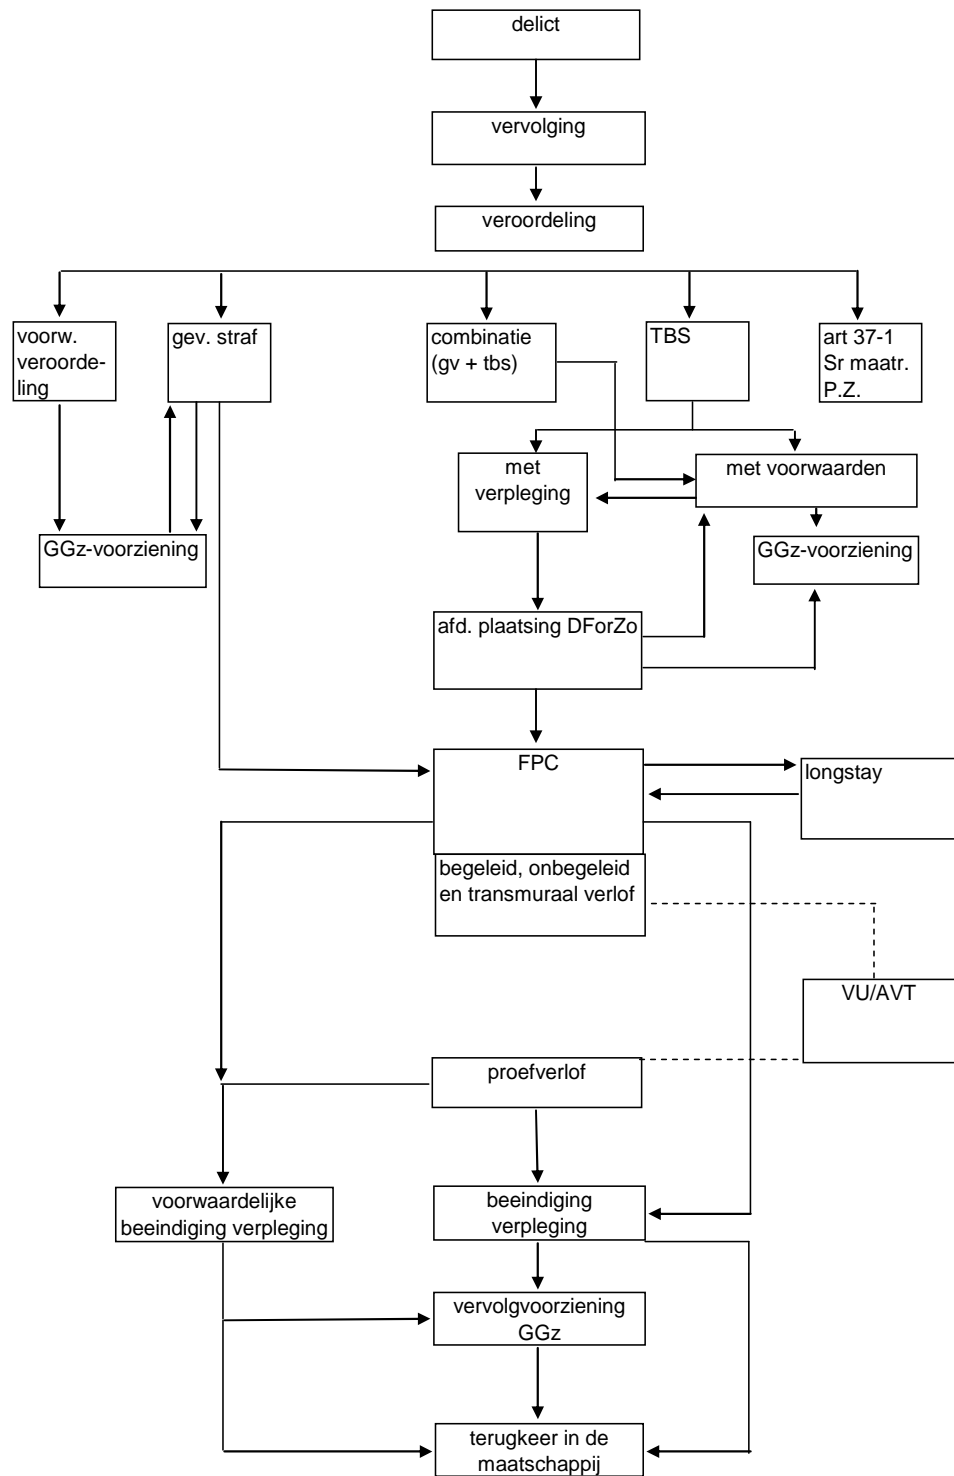 delict
vervolging
veroordeling
voorw.
veroorde-
ling
gev. straf
combinatie
(gv + tbs)
TBS
art 37-1
Sr maatr.
P.Z.
met
verpleging
met voorwaarden
GGz-voorziening
GGz-voorziening
afd. plaatsing DForZo
FPC
longstay
begeleid, onbegeleid
en transmuraal verlof
VU/AVT
proefverlof
voorwaardelijke
beeindiging verpleging
beeindiging
verpleging
vervolgvoorziening
GGz
terugkeer in de
maatschappij